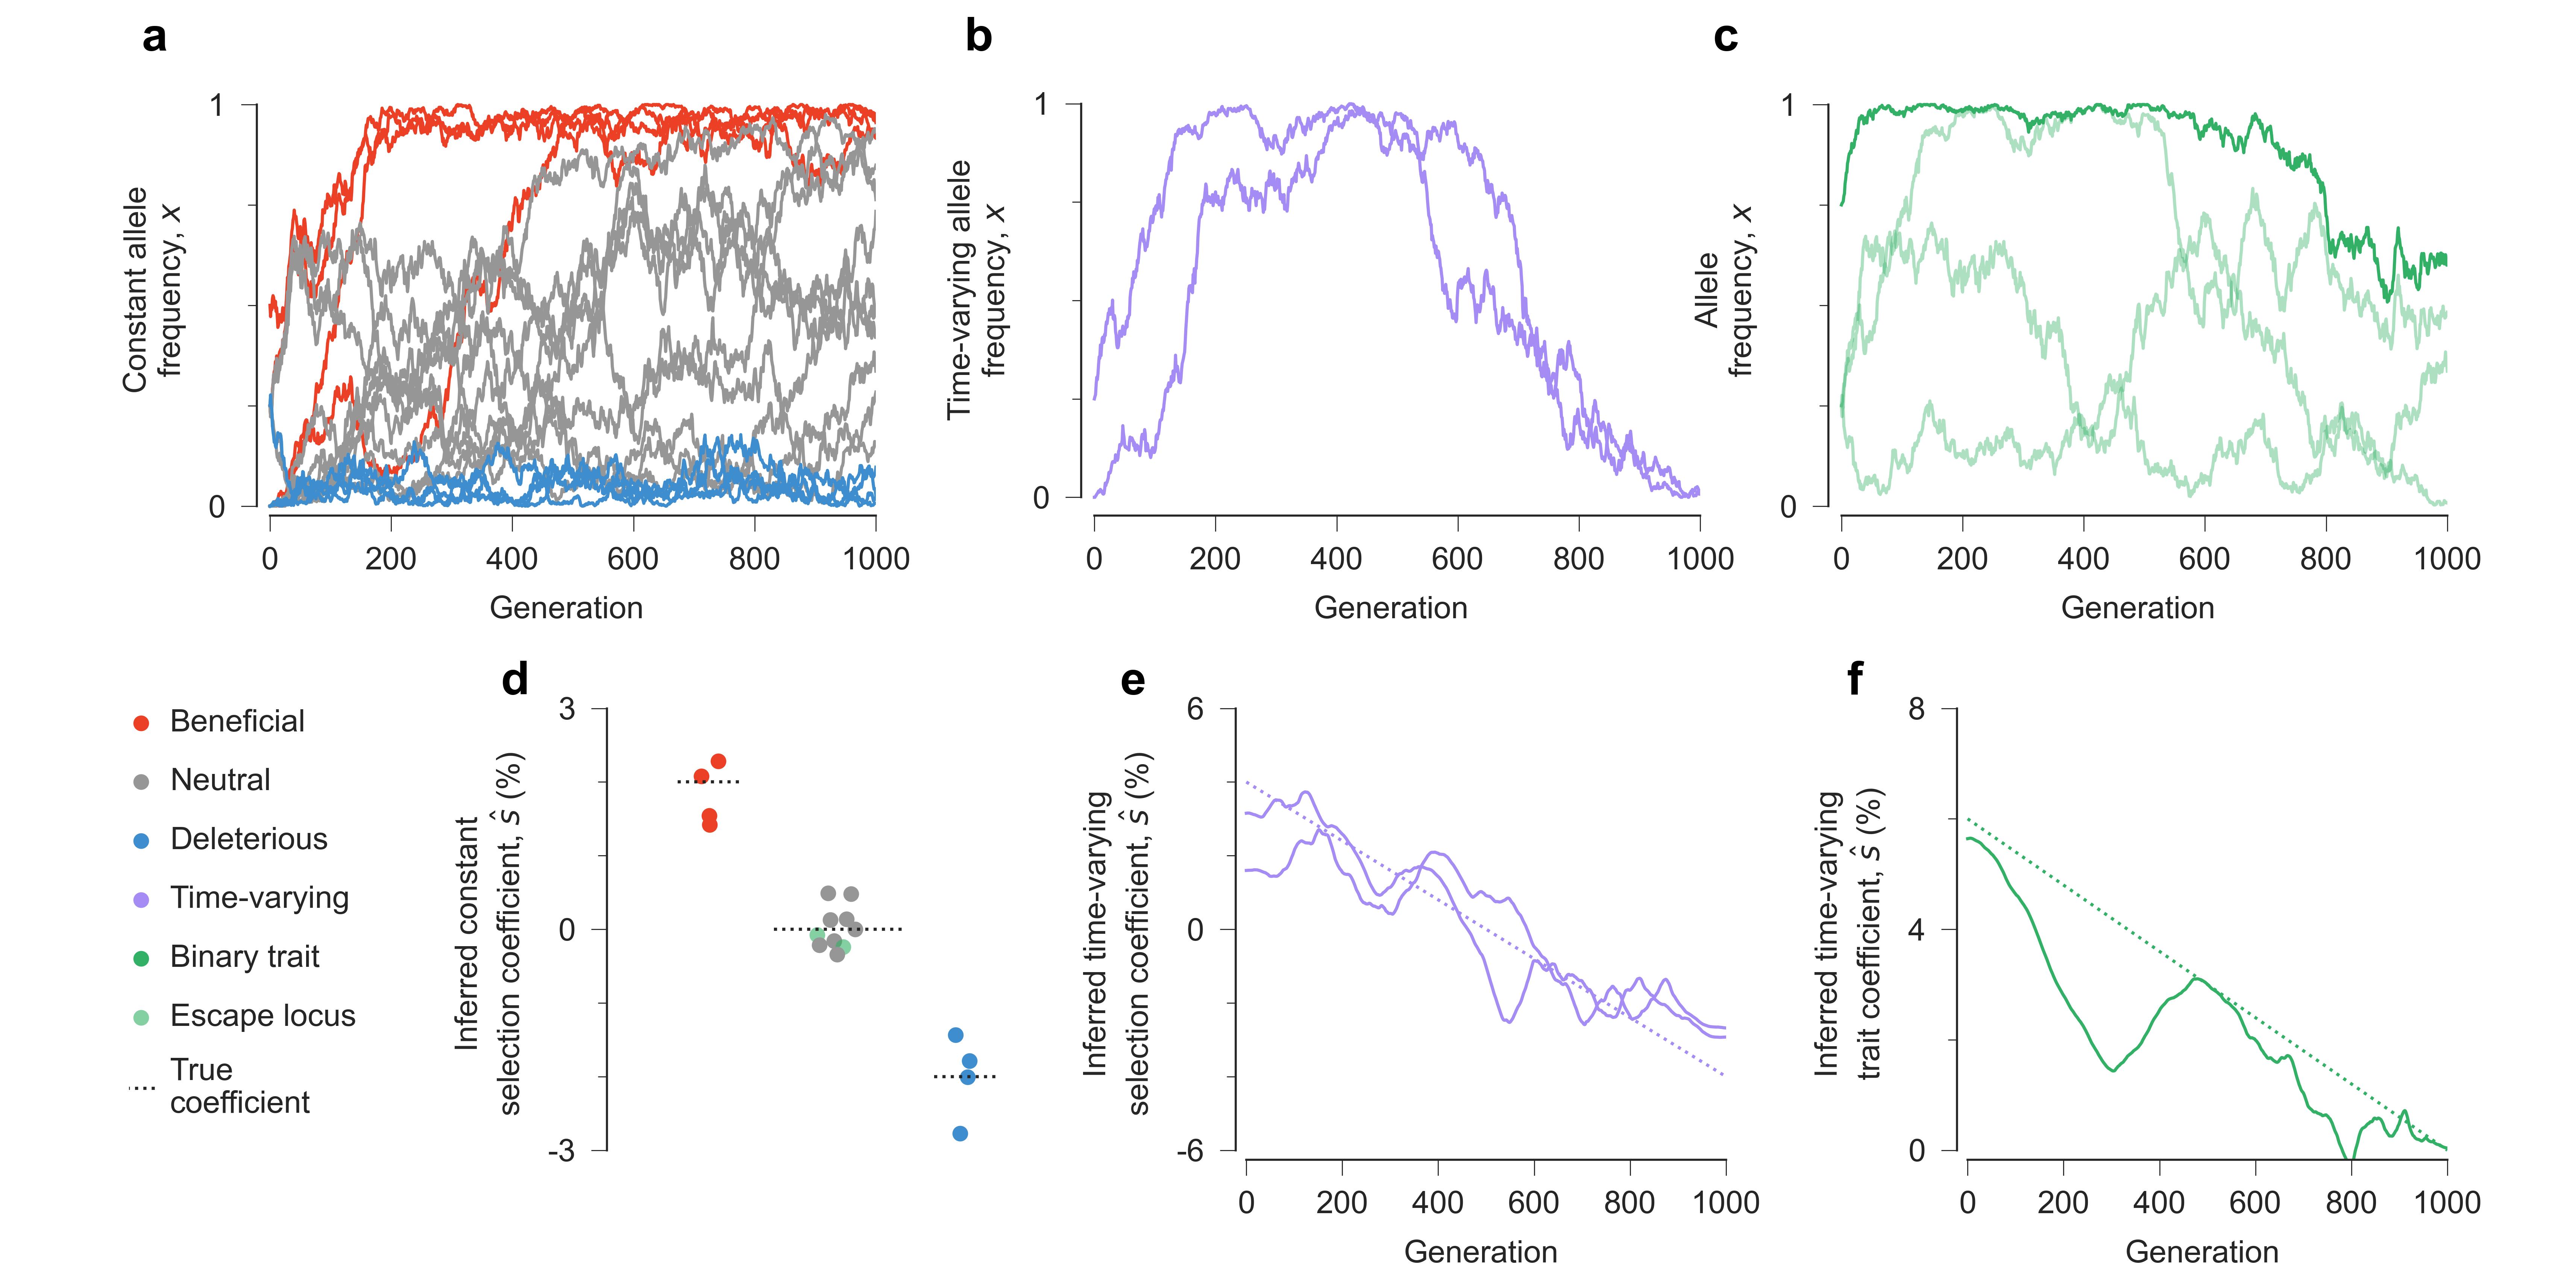 a
1
0
Constant allele
frequency, x
0 200 400 600 800 1000
Generation
b
1
0
Time-varying allele
frequency, x
0 200 400 600 800 1000
Generation
c
1
0
Allele
frequency, x
0 200 400 600 800 1000
Generation
Beneficial
Neutral
Deleterious
Time-varying
Binary trait
Escape locus
True
coefficient
d
3
0
-3
Inferred constant
selection coefficient, ŝ (%)
e
6
0
-6
Inferred time-varying
selection coefficient, ŝ (%)
0 200 400 600 800 1000
Generation
f
8
4
0
Inferred time-varying
trait coefficient, ŝ (%)
0 200 400 600 800 1000
Generation